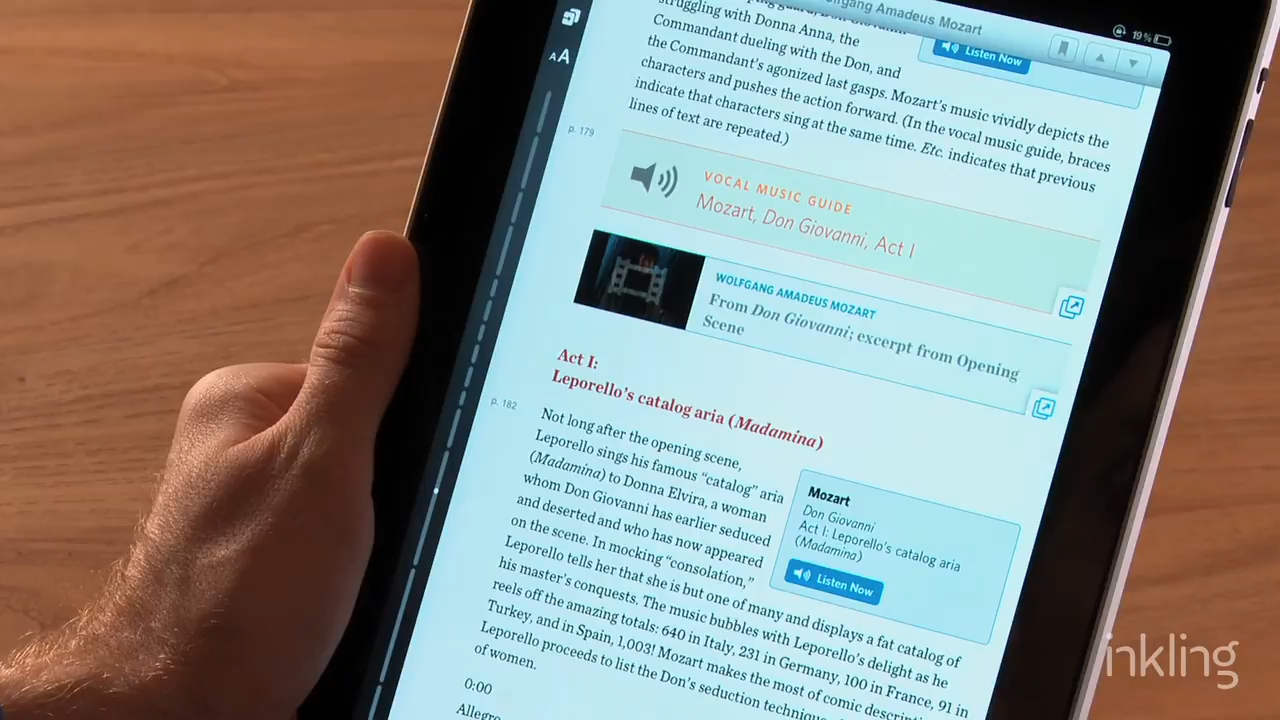 Wolfgang Amadeus Mozart
19%
struggling with Donna Anna, the
Commandant dueling with the Don, and
the Commandant's agonized last gasps. Mozart's music vividly depicts the
characters and pushes the action forward. (In the vocal music guide, braces
indicate that characters sing at the same time. Etc. indicates that previous
lines of text are repeated.)
Listen Now
AA
p. 179
VOCAL MUSIC GUIDE
Mozart, Don Giovanni, Act I
WOLFGANG AMADEUS MOZART
From Don Giovanni; excerpt from Opening
Scene
Act I:
Leporello's catalog aria (Madamina)
p. 182
Not long after the opening scene,
Leporello sings his famous "catalog" aria
(Madamina) to Donna Elvira, a woman
whom Don Giovanni has earlier seduced
and deserted and who has now appeared
on the scene. In mocking "consolation,"
Leporello tells her that she is but one of many and displays a fat catalog of
his master's conquests. The music bubbles with Leporello's delight as he
reels off the amazing totals: 640 in Italy, 231 in Germany, 100 in France, 91 in
Turkey, and in Spain, 1,003! Mozart makes the most of comic
Leporello proceeds to list the Don's seduction
of women.
Mozart
Don Giovanni
Act I: Leporello's catalog aria
(Madamina)
Listen Now
0:00
Allegro
inkling